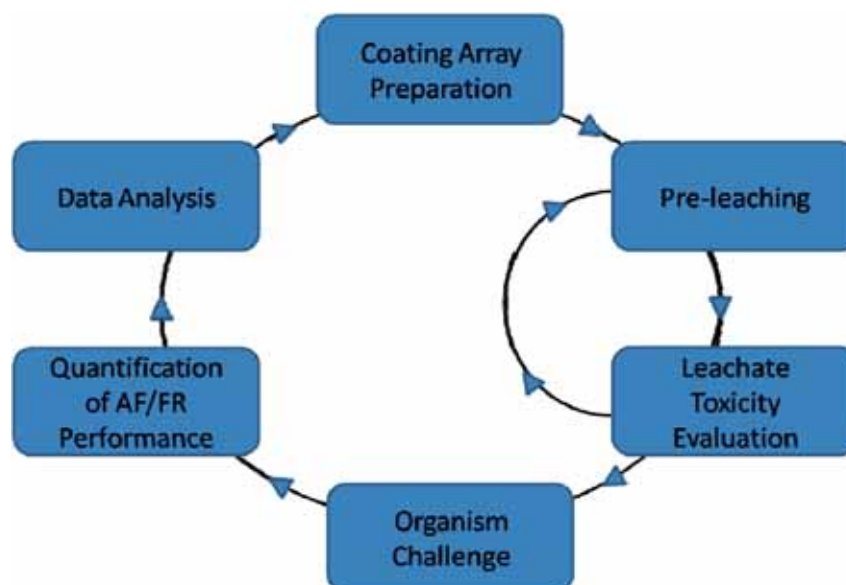 Coating Array
Preparation
Data Analysis
Pre-leaching
Quantification
of AF/FR
Performance
Leachate
Toxicity
Evaluation
Organism
Challenge